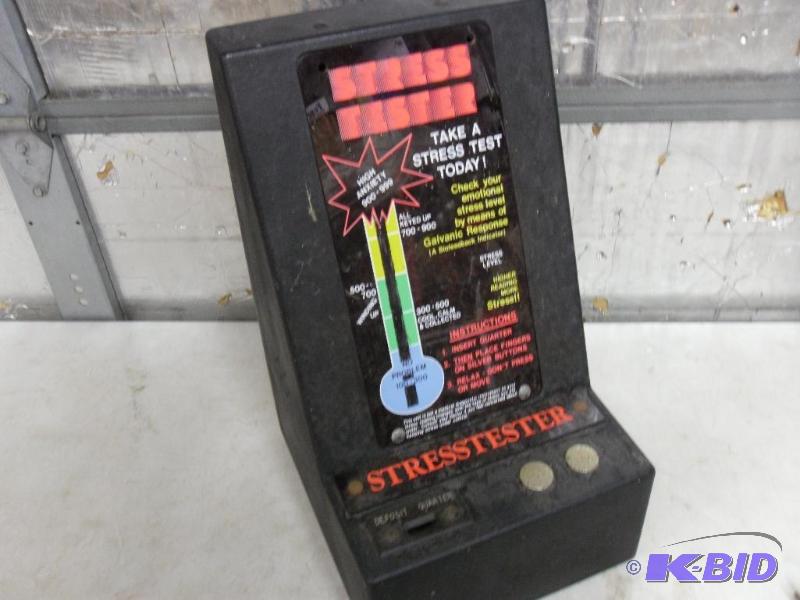 STRESS
TESTER
TAKE A
STRESS TEST
TODAY!
HIGH
ANXIETY
900-999
Check your
emotional
stress level
by means of
Galvanic Response
(A Biofeedback Indicator)
ALL
KEYED UP
700-900
STRESS
LEVEL
HIGHER
READING
MORE
Stress!!
500-
700
UP
300-500
COOL, CALM
& COLLECTED
NO
PROBLEM
INSTRUCTIONS
1. INSERT QUARTER
2. THEN PLACE FINGERS
ON SILVER BUTTONS
3. RELAX - DON'T PRESS
OR MOVE
STRESSTESTER
DEPOSIT QUARTER
© K-BID